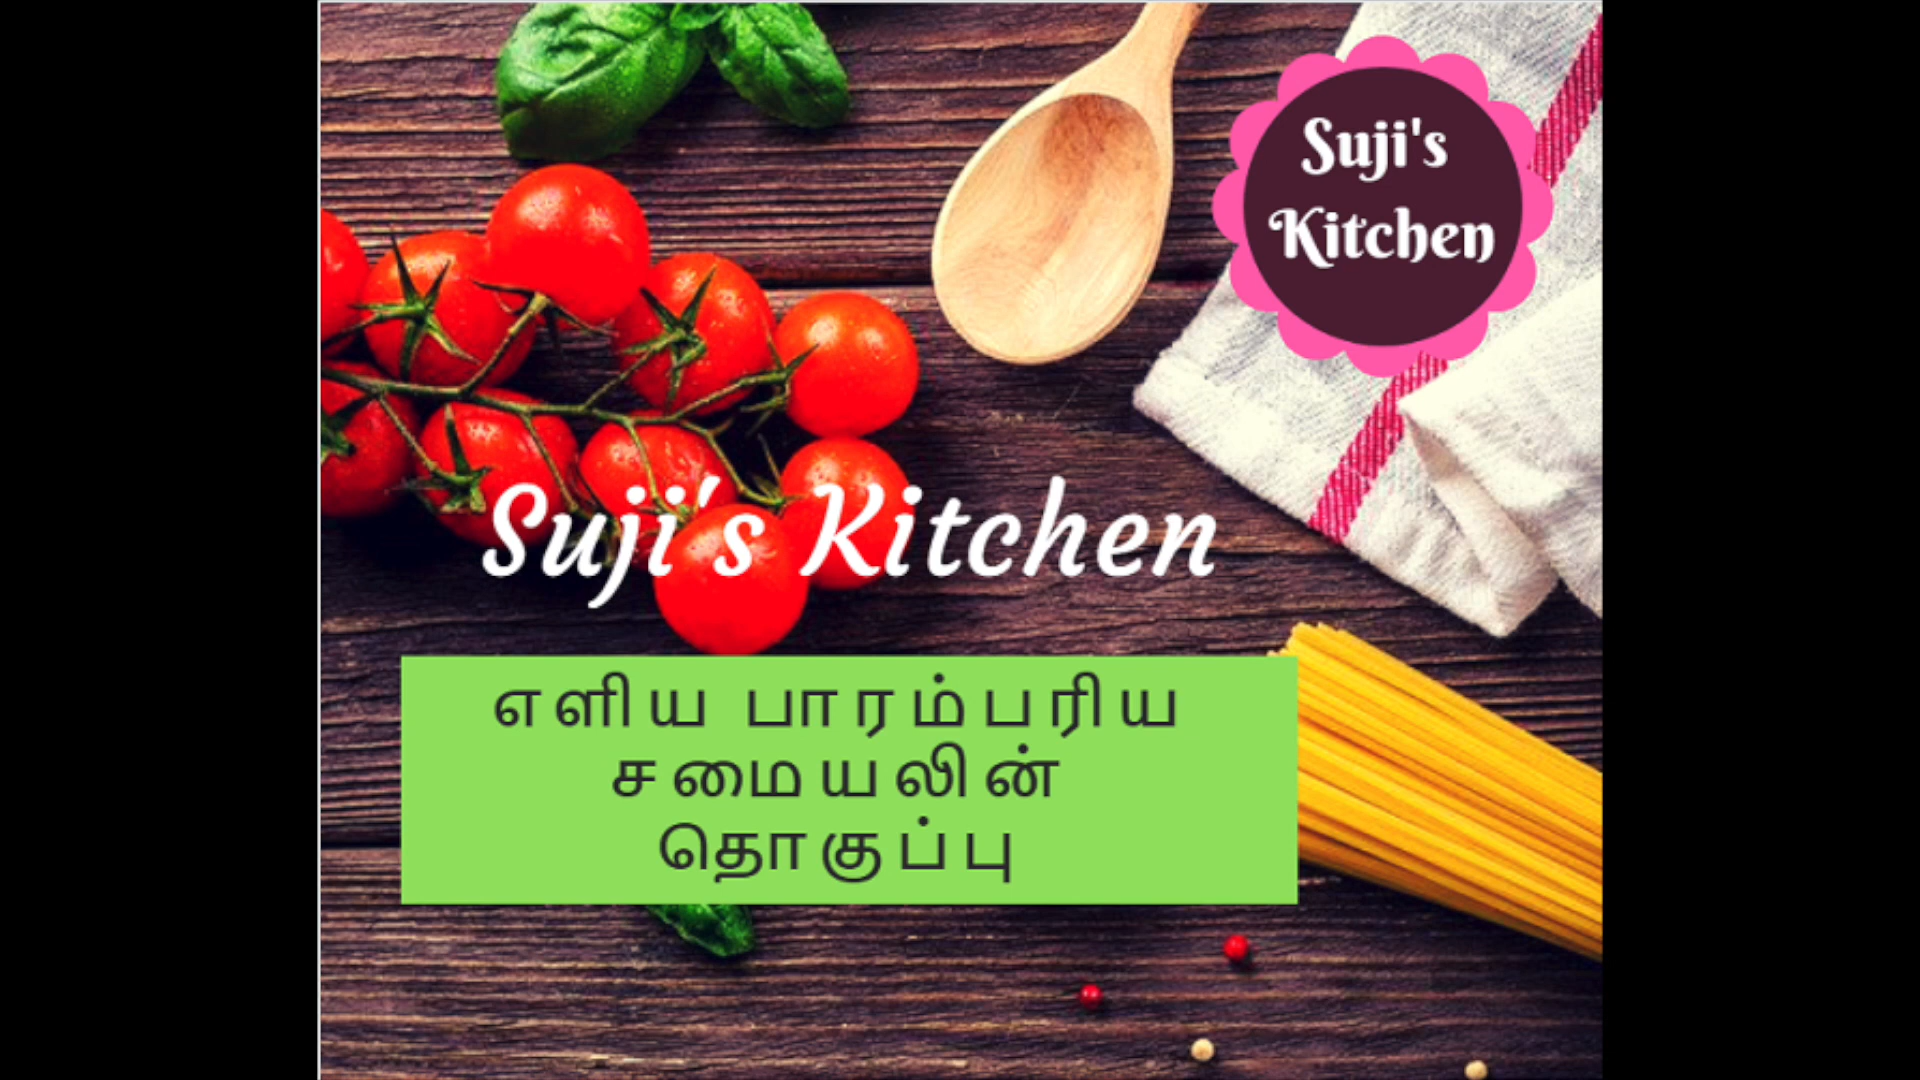 Suji's
Kitchen
Suji's Kitchen
எளிய பாரம்பரிய
சமையலின்
தொகுப்பு